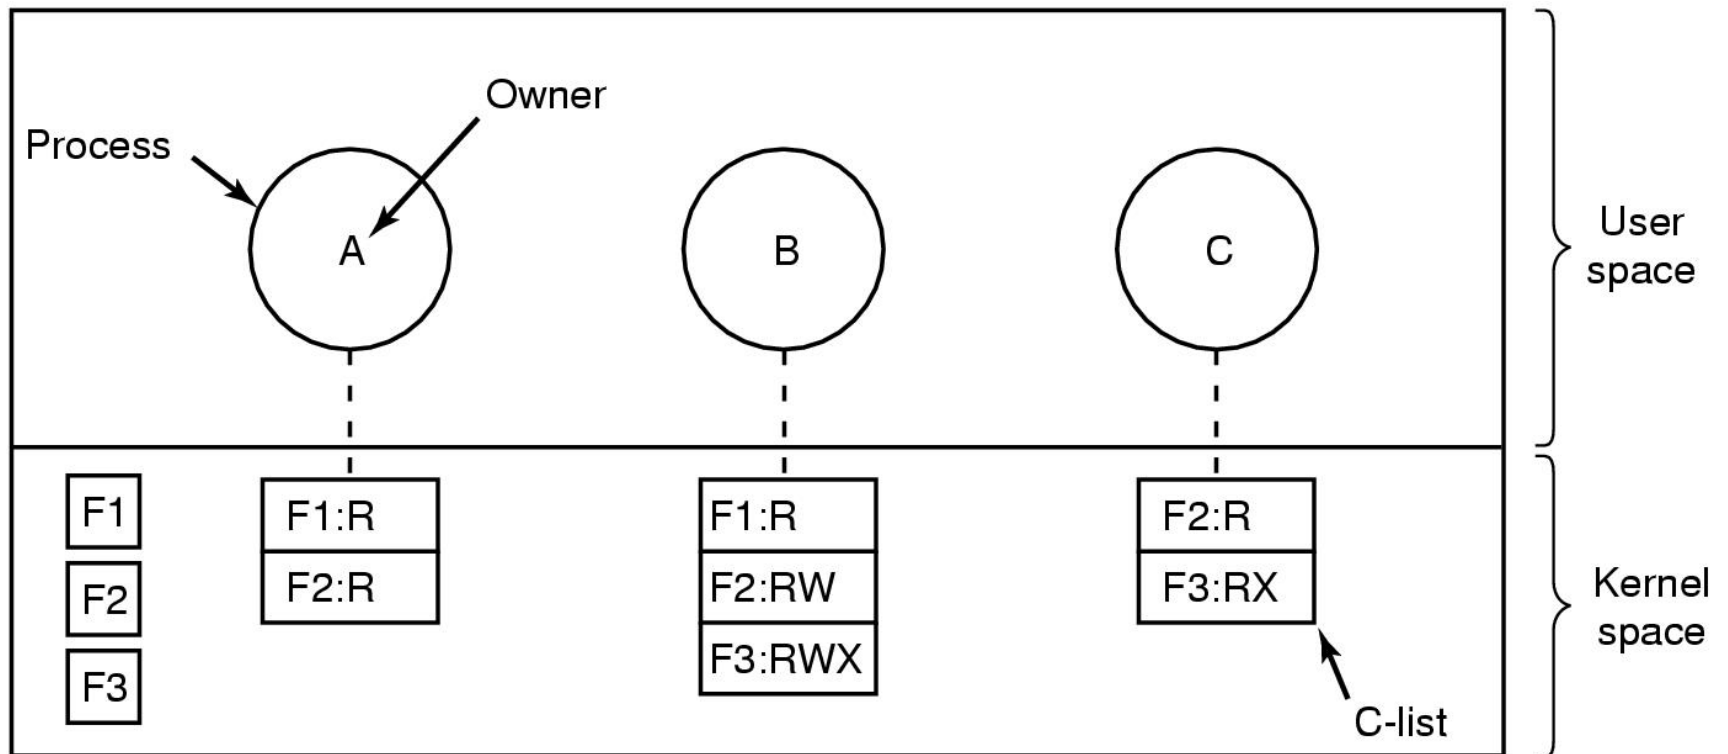 Owner
Process
A
B
C
User
space
F1
F2
F3
F1:R
F2:R
F1:R
F2:RW
F3:RWX
F2:R
F3:RX
C-list
Kernel
space